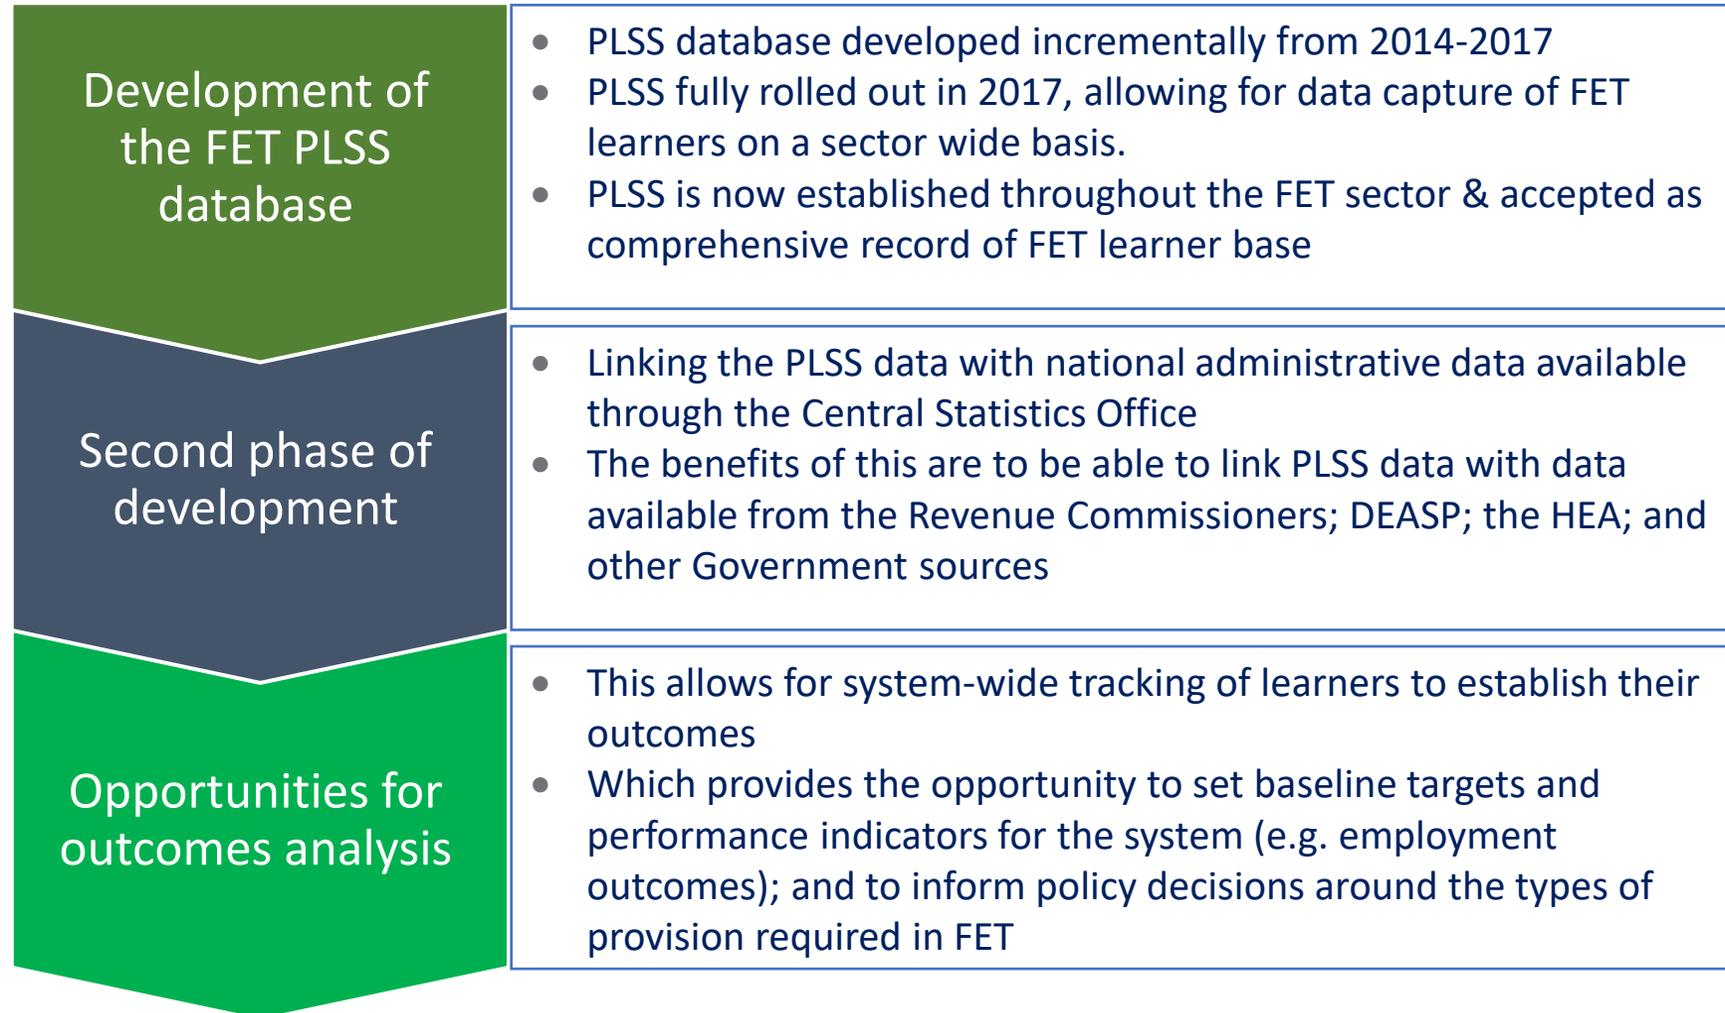 Development of
the FET PLSS
database
• PLSS database developed incrementally from 2014-2017
• PLSS fully rolled out in 2017, allowing for data capture of FET
learners on a sector wide basis.
• PLSS is now established throughout the FET sector & accepted as
comprehensive record of FET learner base
Second phase of
development
• Linking the PLSS data with national administrative data available
through the Central Statistics Office
• The benefits of this are to be able to link PLSS data with data
available from the Revenue Commissioners; DEASP; the HEA; and
other Government sources
Opportunities for
outcomes analysis
• This allows for system-wide tracking of learners to establish their
outcomes
• Which provides the opportunity to set baseline targets and
performance indicators for the system (e.g. employment
outcomes); and to inform policy decisions around the types of
provision required in FET